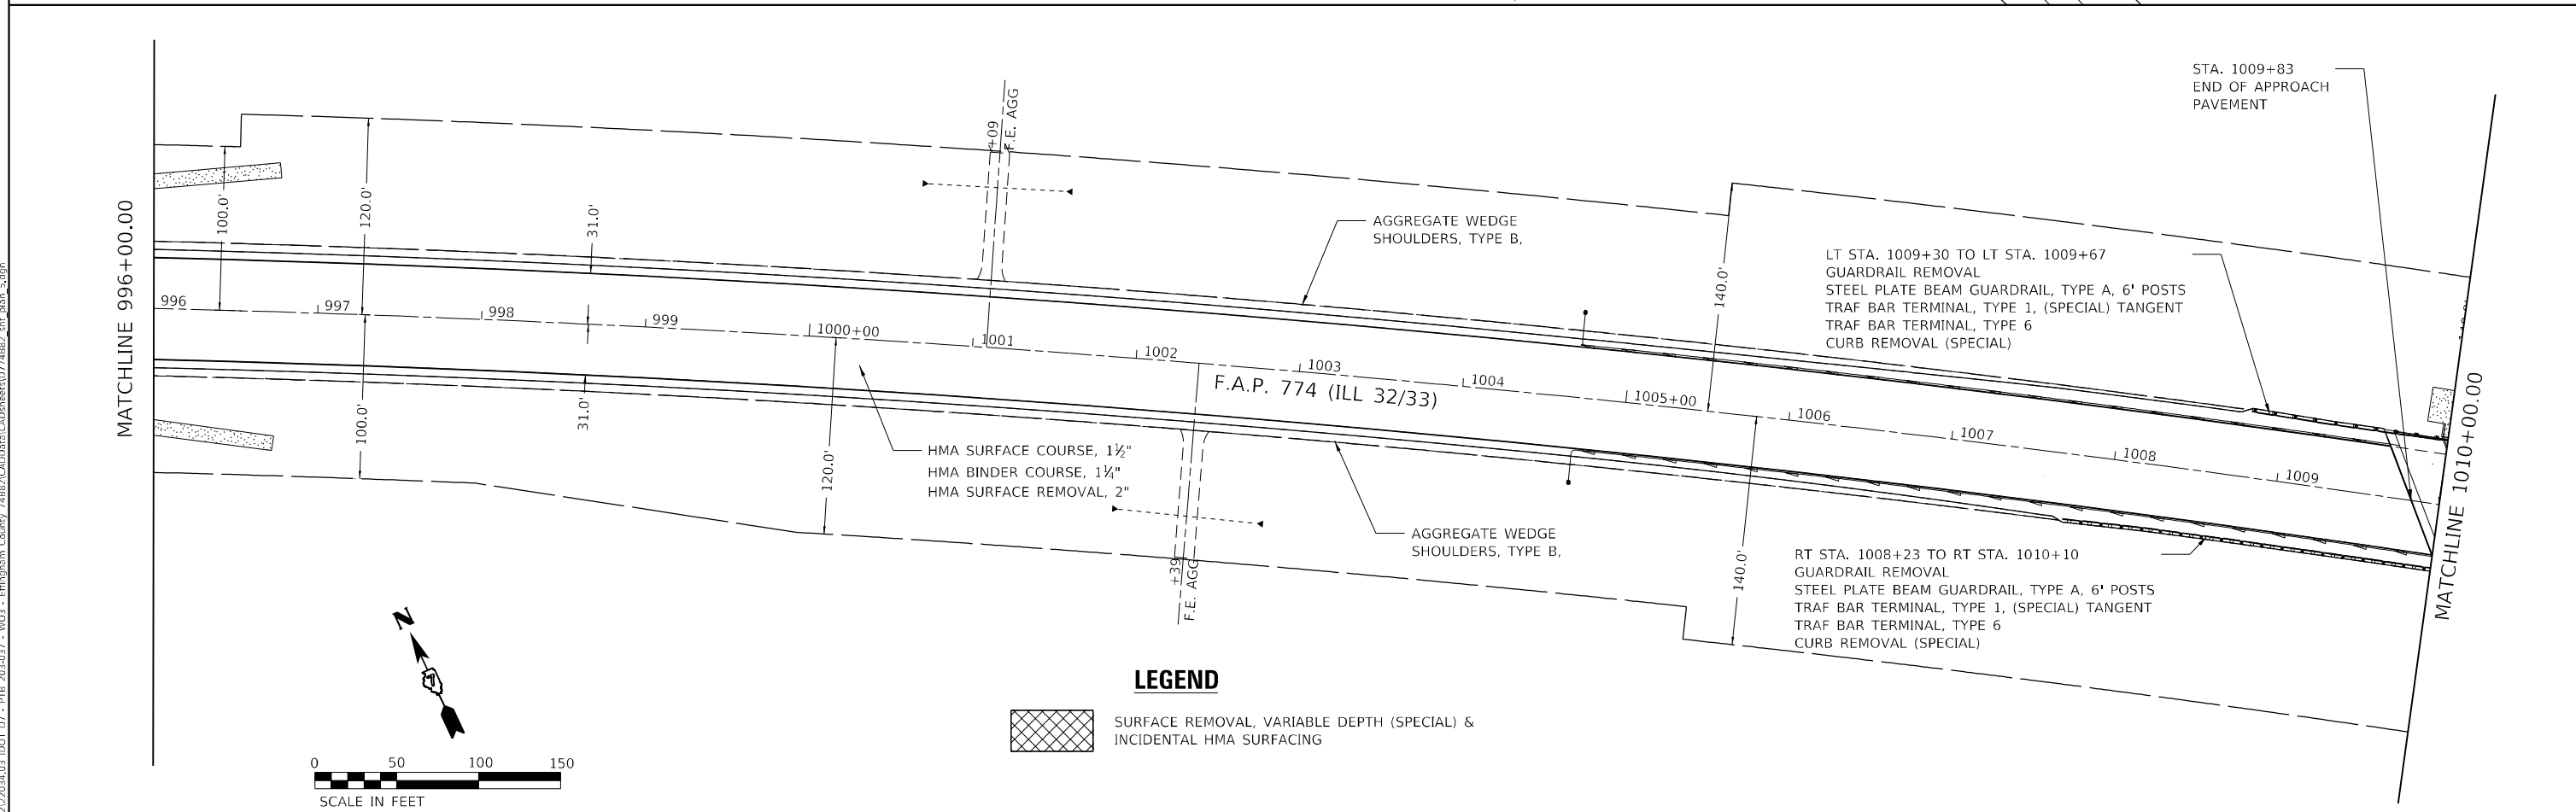 STA. 1009+83
END OF APPROACH
PAVEMENT
+09
F.E. AGG
MATCHLINE 996+00.00
100.0'
120.0'
31.0'
AGGREGATE WEDGE
SHOULDERS, TYPE B,
140.0'
LT STA. 1009+30 TO LT STA. 1009+67
GUARDRAIL REMOVAL
STEEL PLATE BEAM GUARDRAIL, TYPE A, 6' POSTS
TRAF BAR TERMINAL, TYPE 1, (SPECIAL) TANGENT
TRAF BAR TERMINAL, TYPE 6
CURB REMOVAL (SPECIAL)
996
997
998
999
1000+00
1001
1002
1003
1004
1005+00
1006
1007
1008
1009
F.A.P. 774 (ILL 32/33)
MATCHLINE 1010+00.00
100.0'
31.0'
120.0'
HMA SURFACE COURSE, 1½"
HMA BINDER COURSE, 1¼"
HMA SURFACE REMOVAL, 2"
+39
F.E. AGG
AGGREGATE WEDGE
SHOULDERS, TYPE B,
140.0'
RT STA. 1008+23 TO RT STA. 1010+10
GUARDRAIL REMOVAL
STEEL PLATE BEAM GUARDRAIL, TYPE A, 6' POSTS
TRAF BAR TERMINAL, TYPE 1, (SPECIAL) TANGENT
TRAF BAR TERMINAL, TYPE 6
CURB REMOVAL (SPECIAL)
N
LEGEND
SURFACE REMOVAL, VARIABLE DEPTH (SPECIAL) &
INCIDENTAL HMA SURFACING
0 50 100 150
SCALE IN FEET